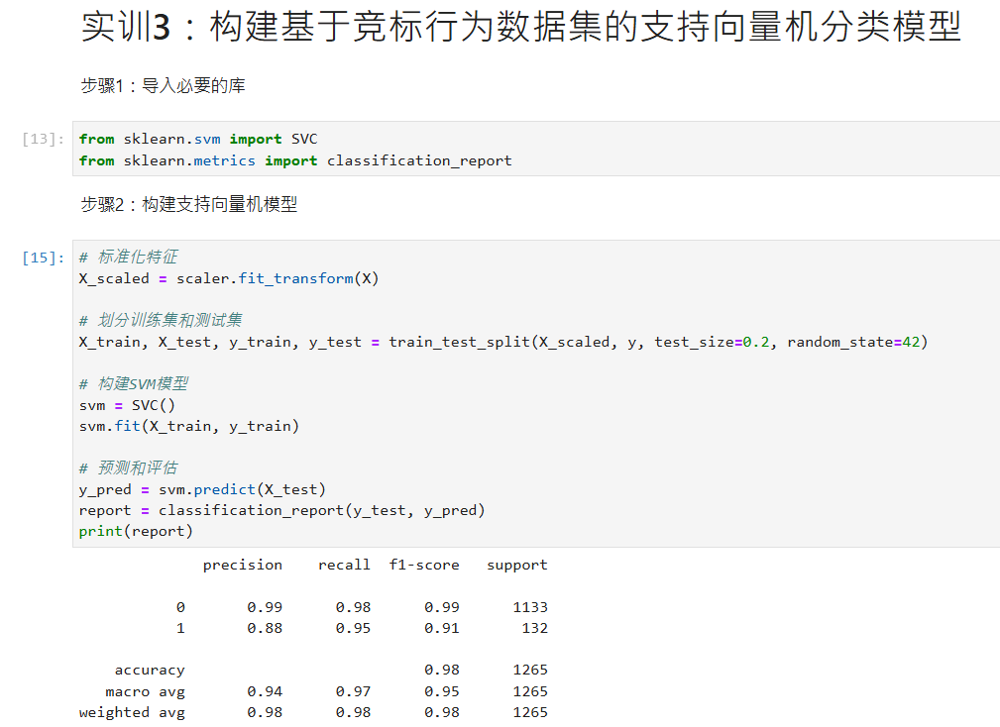 实训3：构建基于竞标行为数据集的支持向量机分类模型
步骤1：导入必要的库
[13]: from sklearn.svm import SVC
from sklearn.metrics import classification_report
步骤2：构建支持向量机模型
[15]: # 标准化特征
X_scaled = scaler.fit_transform(X)
# 划分训练集和测试集
X_train, X_test, y_train, y_test = train_test_split(X_scaled, y, test_size=0.2, random_state=42)
# 构建SVM模型
svm = SVC()
svm.fit(X_train, y_train)
# 预测和评估
y_pred = svm.predict(X_test)
report = classification_report(y_test, y_pred)
print(report)
precision recall f1-score support
0 0.99 0.98 0.99 1133
1 0.88 0.95 0.91 132
accuracy 0.98 1265
macro avg 0.94 0.97 0.95 1265
weighted avg 0.98 0.98 0.98 1265